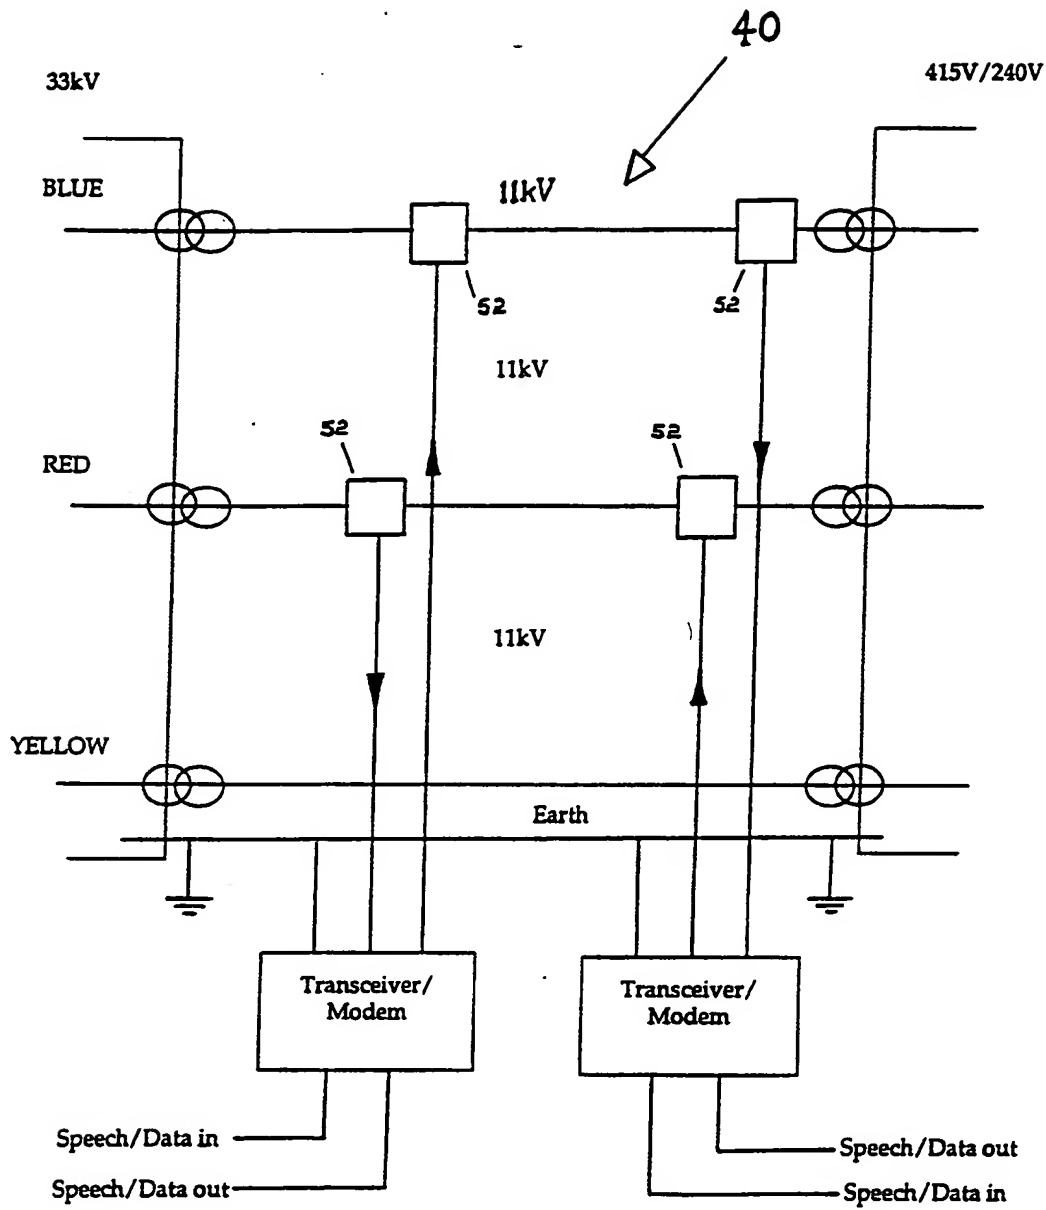 40
33kV
415V/240V
BLUE
11kV
52
52
11kV
52
52
RED
11kV
YELLOW
Earth
Transceiver/
Modem
Transceiver/
Modem
Speech/Data in
Speech/Data out
Speech/Data out
Speech/Data in